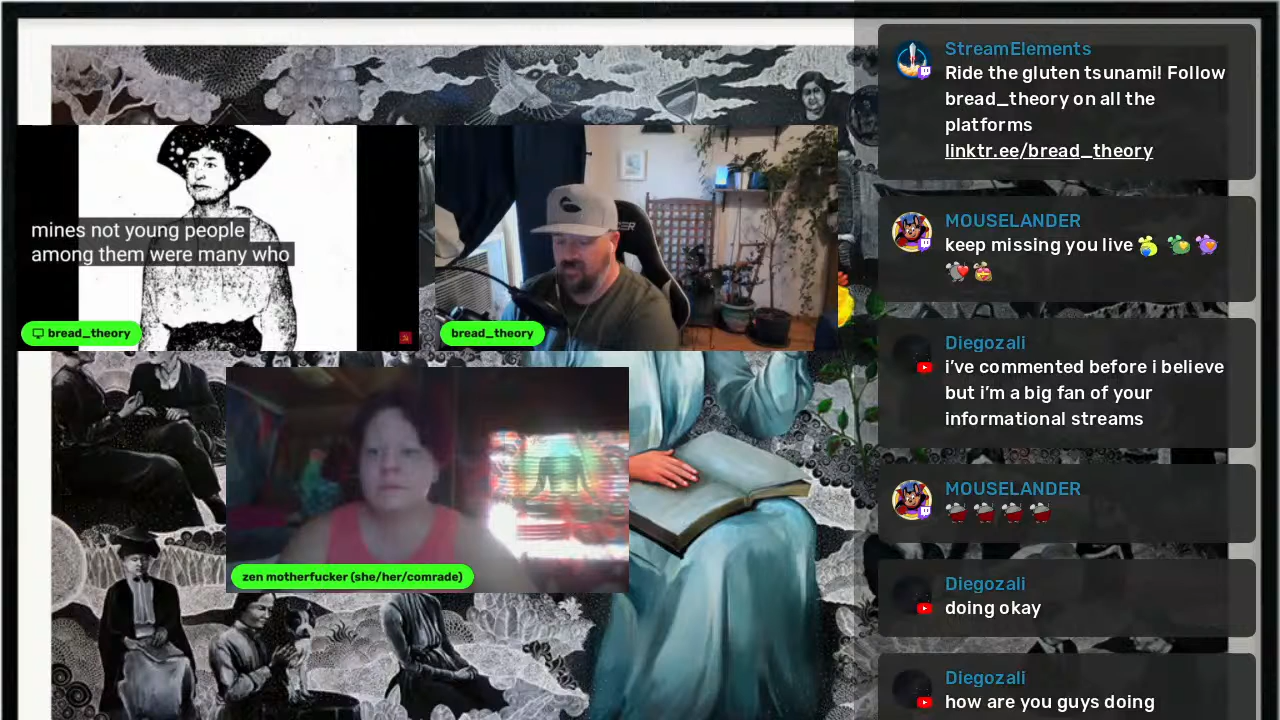 mines not young people
among them were many who
bread_theory
bread_theory
zen motherfucker (she/her/comrade)
StreamElements
Ride the gluten tsunami! Follow
bread_theory on all the
platforms
linktr.ee/bread_theory
MOUSELANDER
keep missing you live
Diegozali
i’ve commented before i believe
but i’m a big fan of your
informational streams
MOUSELANDER
Diegozali
doing okay
Diegozali
how are you guys doing